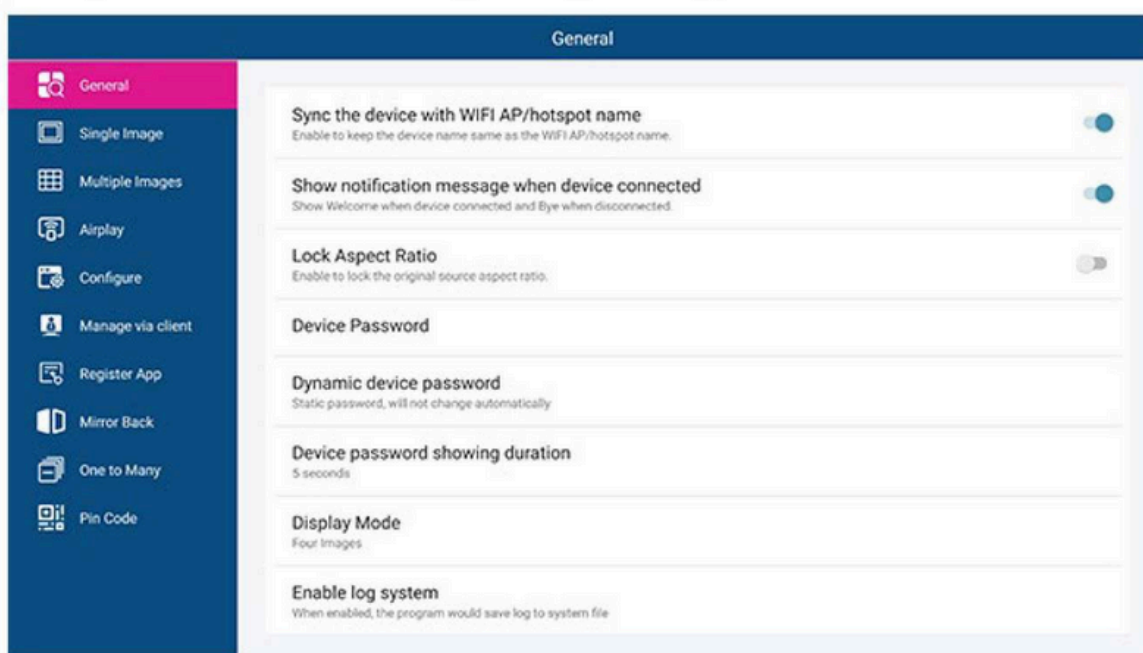 General
General
Single Image
Multiple Images
Airplay
Configure
Manage via client
Register App
Mirror Back
One to Many
Pin Code
Sync the device with WIFI AP/hotspot name
Enable to keep the device name same as the WIFI AP/hotspot name.
Show notification message when device connected
Show Welcome when device connected and Bye when disconnected.
Lock Aspect Ratio
Enable to lock the original source aspect ratio.
Device Password
Dynamic device password
Static password, will not change automatically
Device password showing duration
5 seconds
Display Mode
Four Images
Enable log system
When enabled, the program would save log to system file